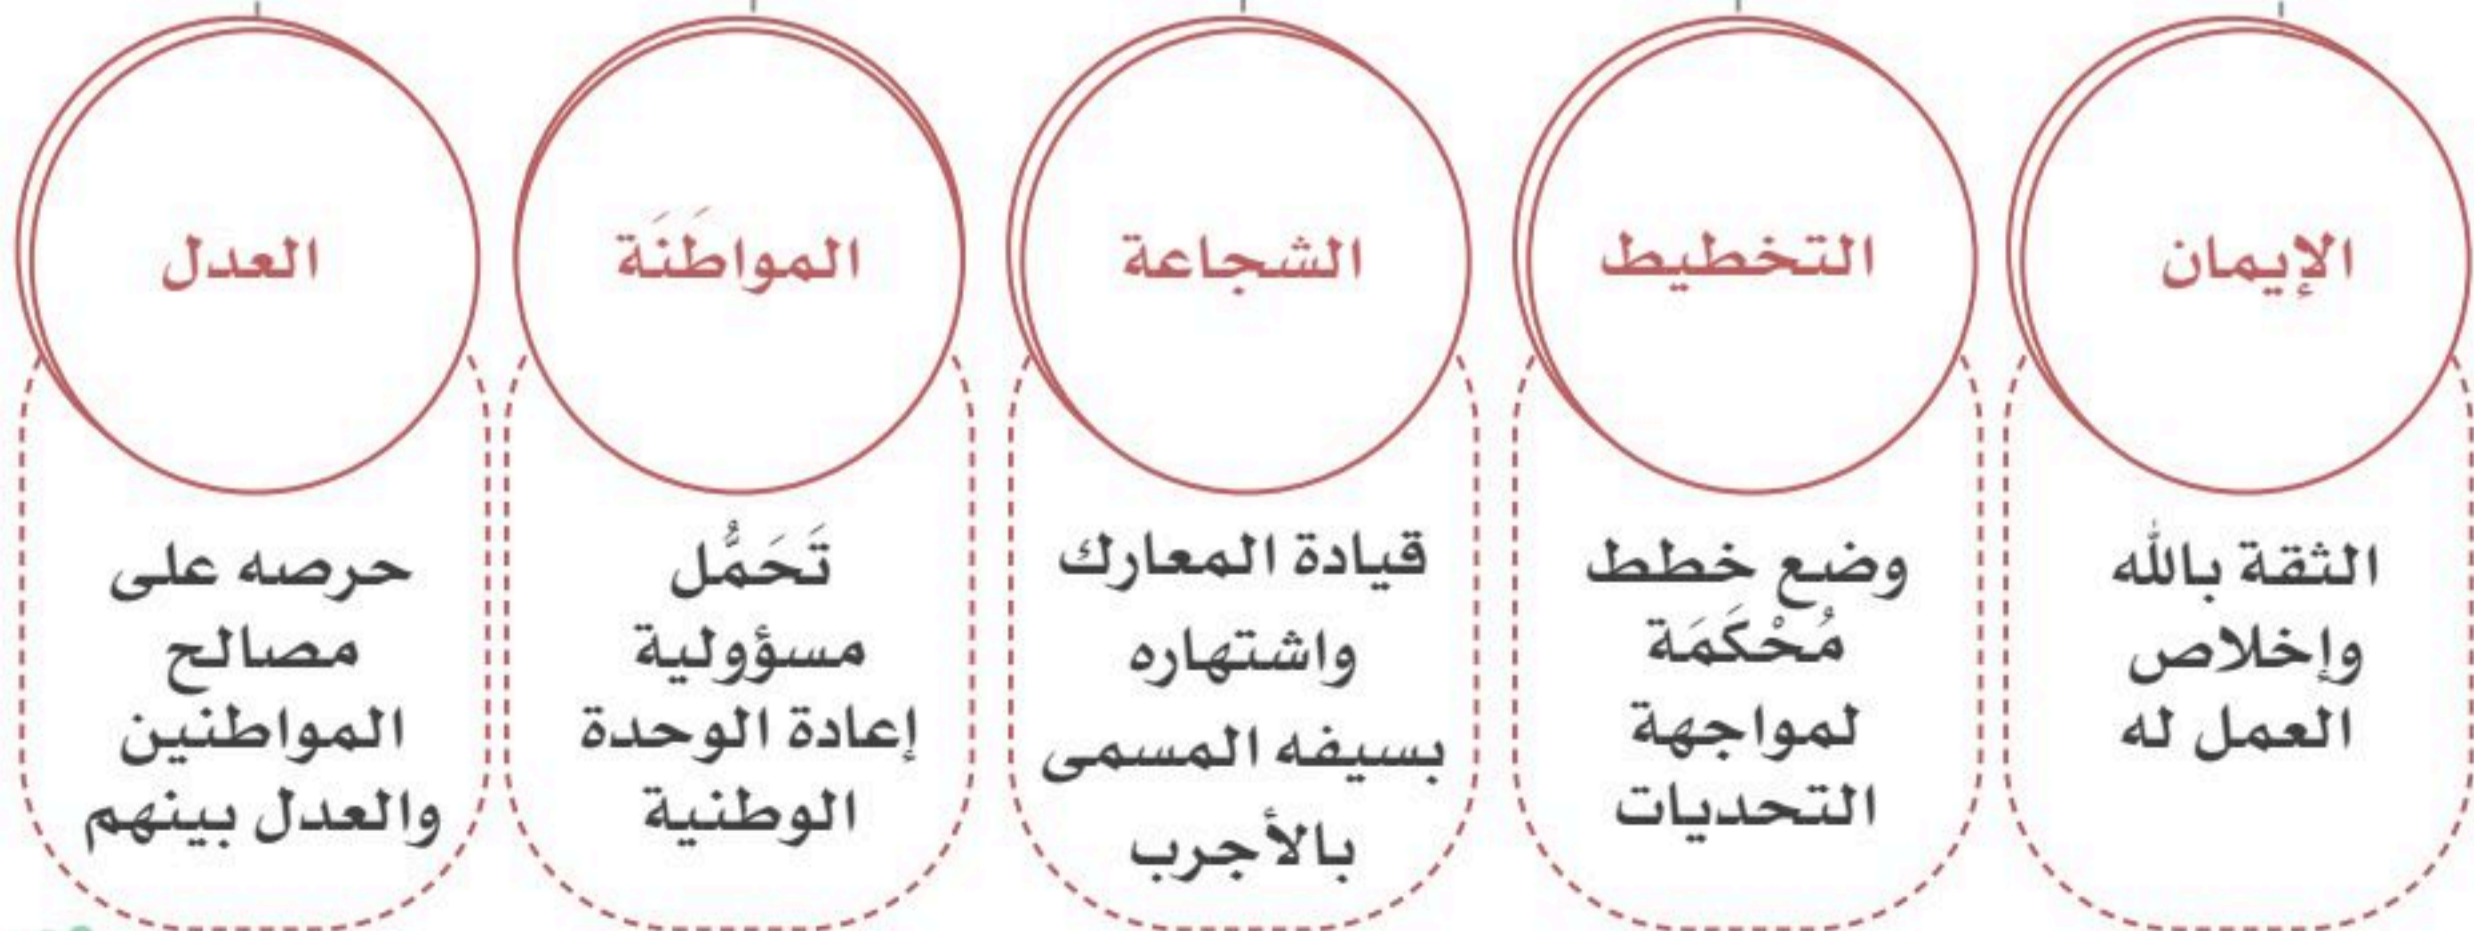 الإيمان
الثقة بالله
وإخلاص
العمل له
التخطيط
وضع خطط
مُحْكَمَة
لمواجهة
التحديات
الشجاعة
قيادة المعارك
واشتهاره
بسيفه المسمى
بالأجرب
المواطَنَة
تَحَمُّل
مسؤولية
إعادة الوحدة
الوطنية
العدل
حرصه على
مصالح
المواطنين
والعدل بينهم